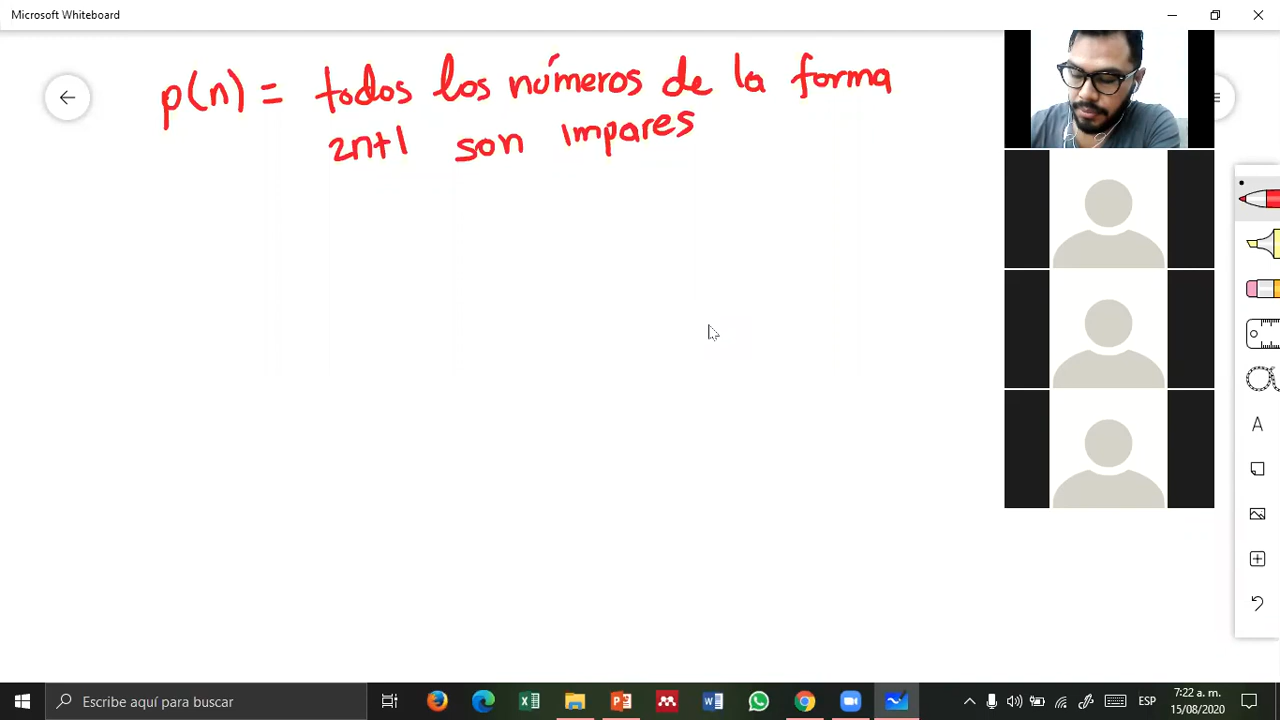 Microsoft Whiteboard
p(n) = todos los números de la forma
2n+1 son impares
A
Escribe aquí para buscar
ESP
7:22 a. m.
15/08/2020